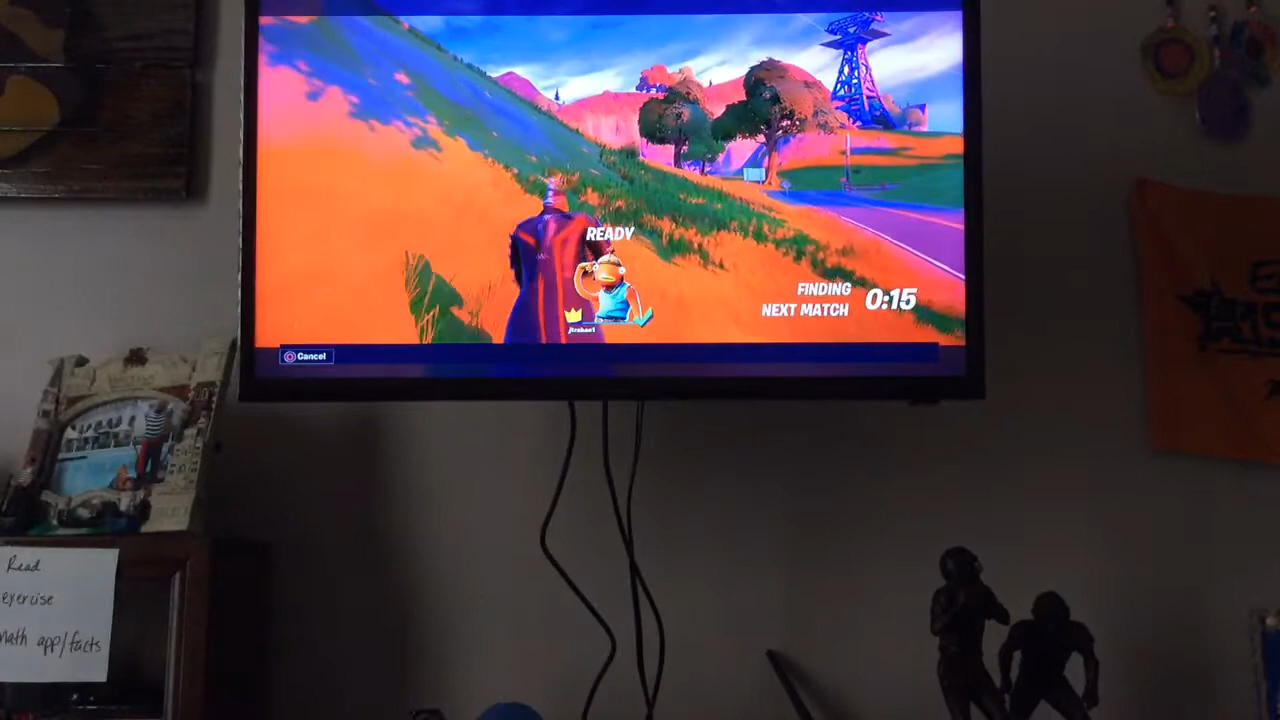 READY
FINDING
NEXT MATCH
0:15
Cancel
Read
exercise
Math app/facts